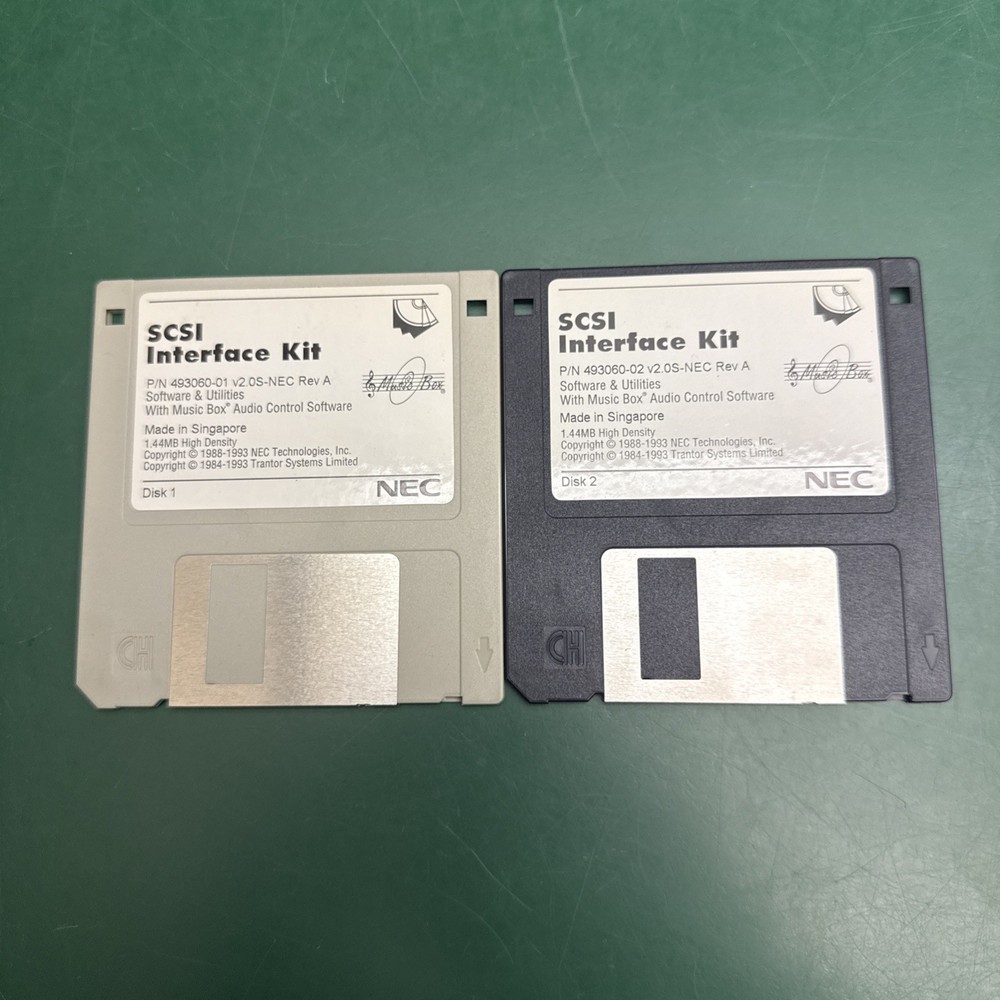 SCSI
Interface Kit
P/N 493060-01 v2.0S-NEC Rev A
Software & Utilities
With Music Box® Audio Control Software
Music Box®
Made in Singapore
1.44MB High Density
Copyright © 1988-1993 NEC Technologies, Inc.
Copyright © 1984-1993 Trantor Systems Limited
Disk 1
NEC
HD
SCSI
Interface Kit
P/N 493060-02 v2.0S-NEC Rev A
Software & Utilities
With Music Box® Audio Control Software
Music Box®
Made in Singapore
1.44MB High Density
Copyright © 1988-1993 NEC Technologies, Inc.
Copyright © 1984-1993 Trantor Systems Limited
Disk 2
NEC
HD